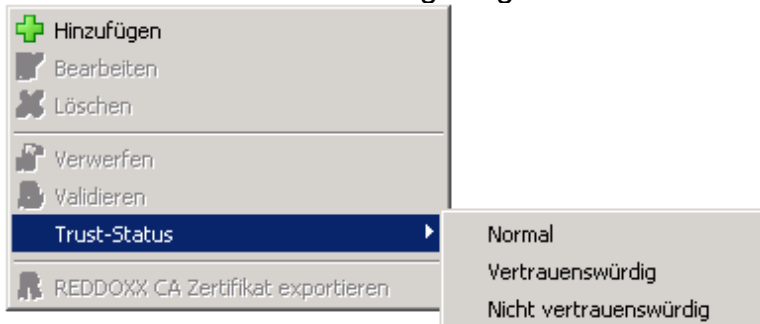 Hinzufügen
Bearbeiten
Löschen
Verwerfen
Validieren
Trust-Status
Normal
Vertrauenswürdig
Nicht vertrauenswürdig
REDDOXX CA Zertifikat exportieren